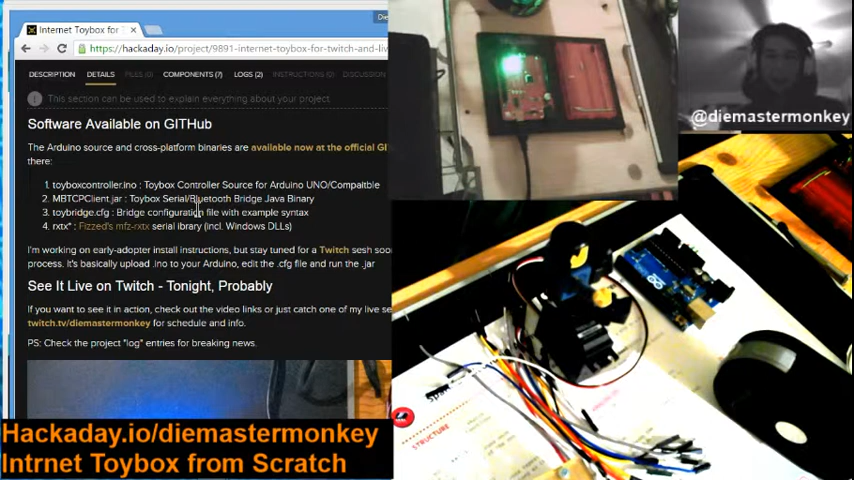 Internet Toybox for
https://hackaday.io/project/9891-internet-toybox-for-twitch-and-liv
DESCRIPTION DETAILS FILES (0) COMPONENTS (7) LOGS (2) INSTRUCTIONS (0) DISCUSSION
This section can be used to explain everything about your project
Software Available on GITHub
The Arduino source and cross-platform binaries are available now at the official GI
there:
1. toyboxcontroller.ino : Toybox Controller Source for Arduino UNO/Compaitble
2. MBTCPClient.jar : Toybox Serial/Bluetooth Bridge Java Binary
3. toybridge.cfg : Bridge configuration file with example syntax
4. rxtx* : Fizzed's mfz-rxtx serial ibrary (incl. Windows DLLs)
I'm working on early-adopter install instructions, but stay tuned for a Twitch sesh soo
process. It's basically upload .ino to your Arduino, edit the .cfg file and run the .jar
See It Live on Twitch - Tonight, Probably
If you want to see it in action, check out the video links or just catch one of my live se
twitch.tv/diemastermonkey for schedule and info.
PS: Check the project "log" entries for breaking news.
@diemastermonkey
STRUCTURE
Hackaday.io/diemastermonkey
Intrnet Toybox from Scratch